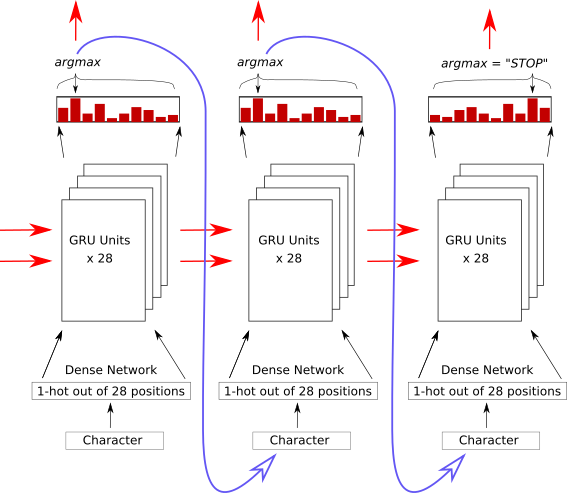 argmax
argmax
argmax = "STOP"
GRU Units
x 28
GRU Units
x 28
GRU Units
x 28
Dense Network
Dense Network
Dense Network
1-hot out of 28 positions
1-hot out of 28 positions
1-hot out of 28 positions
Character
Character
Character